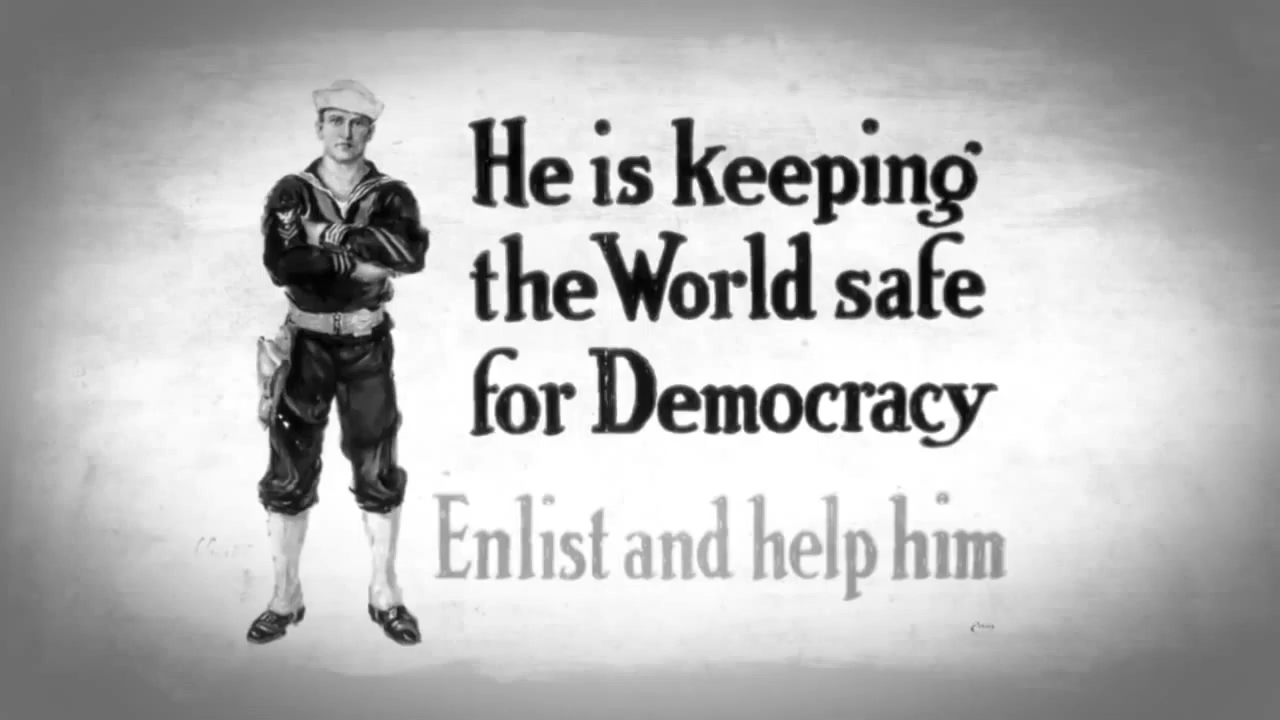 He is keeping
the World safe
for Democracy
Enlist and help him